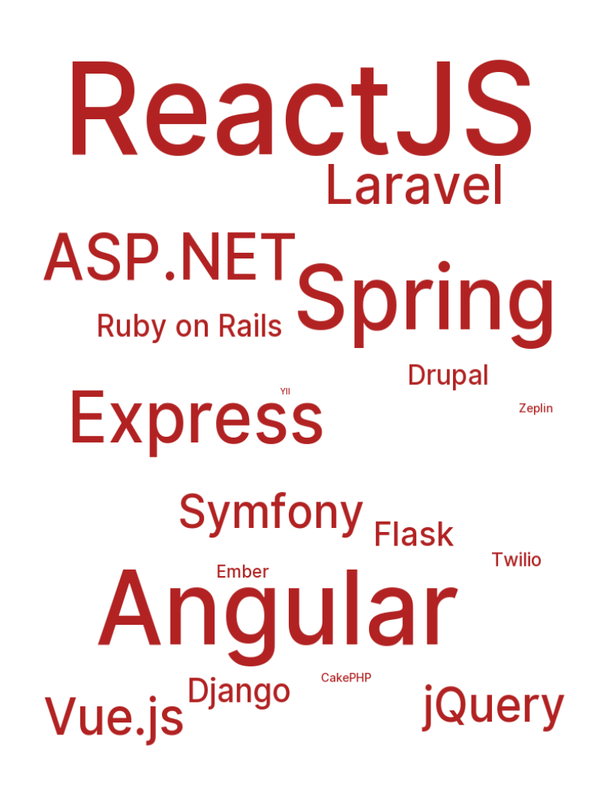 ReactJS
Laravel
ASP.NET
Spring
Ruby on Rails
Drupal
YII
Zeplin
Express
Symfony
Flask
Twilio
Ember
Angular
CakePHP
Django
jQuery
Vue.js